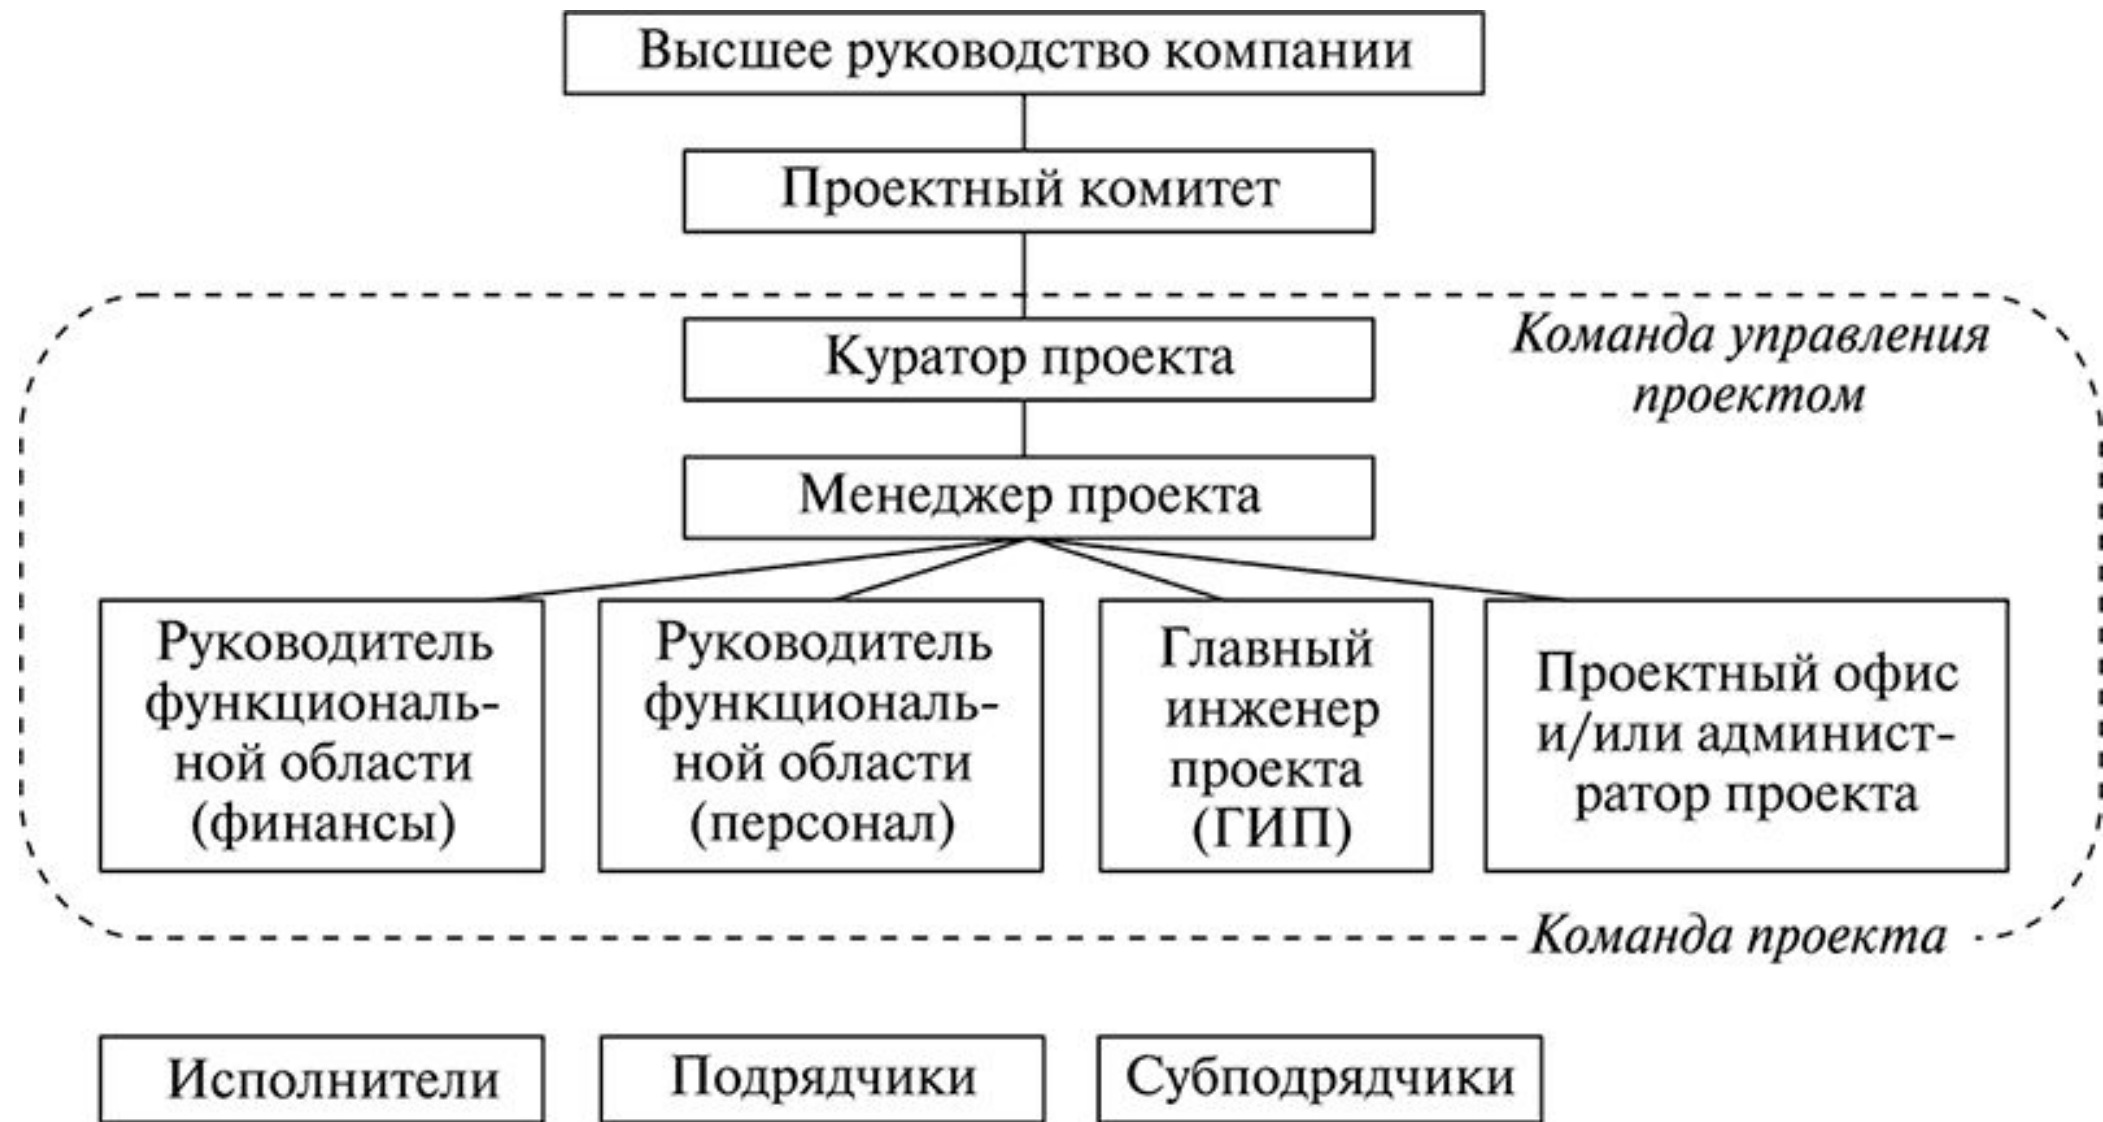 Высшее руководство компании
Проектный комитет
Куратор проекта
Команда управления
проектом
Менеджер проекта
Руководитель
функциональ-
ной области
(финансы)
Руководитель
функциональ-
ной области
(персонал)
Главный
инженер
проекта
(ГИП)
Проектный офис
и/или админист-
ратор проекта
Команда проекта
Исполнители
Подрядчики
Субподрядчики